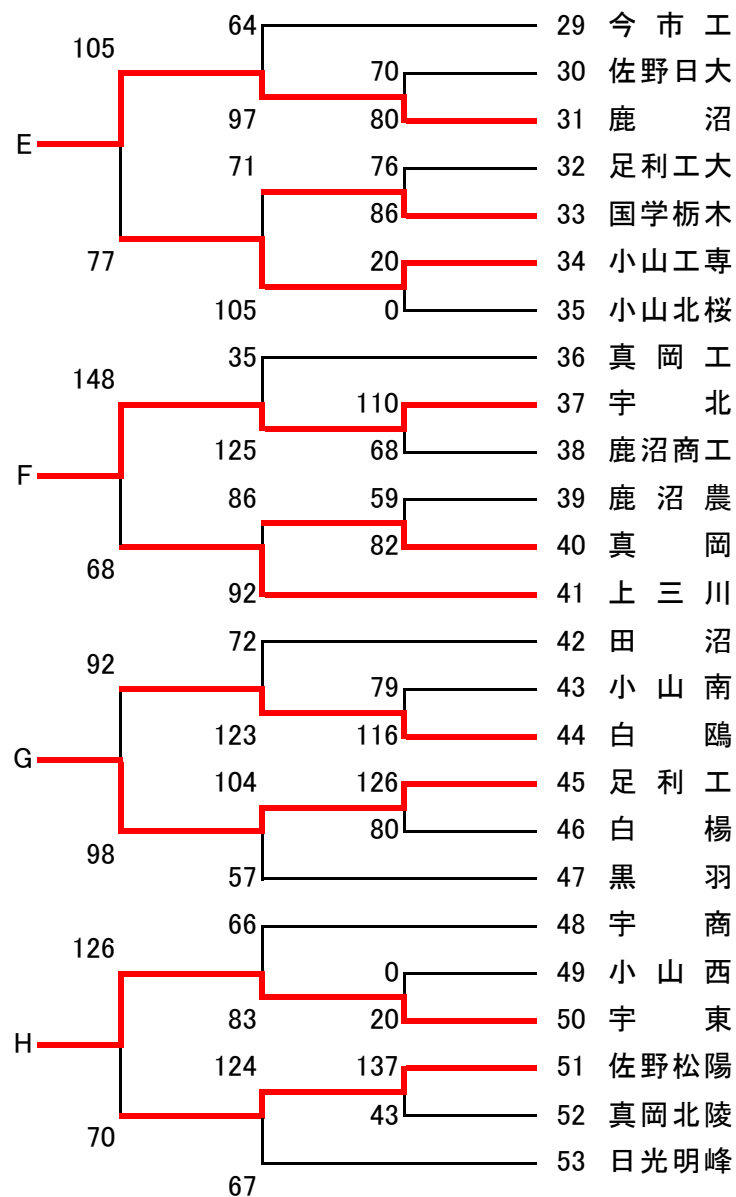 64 29 今市工
105
70 30 佐野日大
97 80 31 鹿沼
E
71 76 32 足利工大
86 33 国学栃木
77 20 34 小山工専
105 0 35 小山北桜
35 36 真岡工
148
110 37 宇北
125 68 38 鹿沼商工
F
86 59 39 鹿沼農
82 40 真岡
68
92 41 上三川
72 42 田沼
92
79 43 小山南
123 116 44 白鴎
G
104 126 45 足利工
80 46 白楊
98
57 47 黒羽
66 48 宇商
126
0 49 小山西
83 20 50 宇東
H
124 137 51 佐野松陽
43 52 真岡北陵
70
67 53 日光明峰